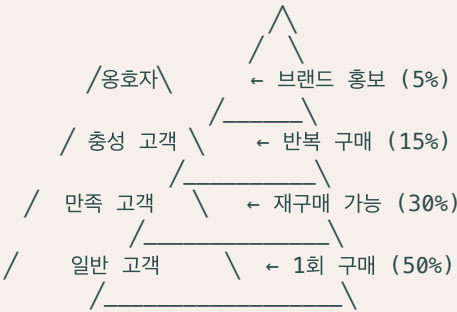 옹호자 ← 브랜드 홍보 (5%)
충성 고객 ← 반복 구매 (15%)
만족 고객 ← 재구매 가능 (30%)
일반 고객 ← 1회 구매 (50%)